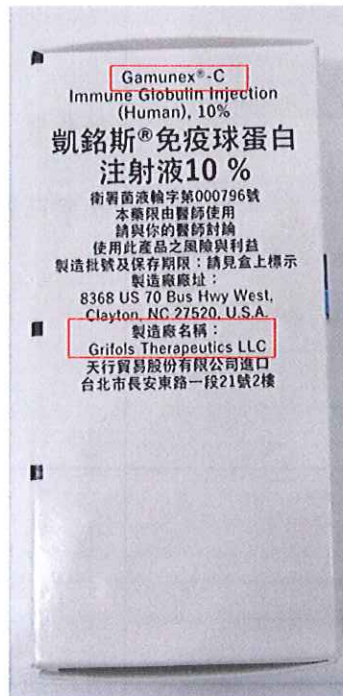 Gamunex®-C
Immune Globulin Injection
(Human), 10%
凱銘斯®免疫球蛋白
注射液10 %
衛署菌液輸字第000796號
本藥限由醫師使用
請與你的醫師討論
使用此產品之風險與利益
製造批號及保存期限：請見盒上標示
製造廠廠址：
8368 US 70 Bus Hwy West,
Clayton, NC 27520, U.S.A.
製造廠名稱：
Grifols Therapeutics LLC
天行貿易股份有限公司進口
台北市長安東路一段21號2樓